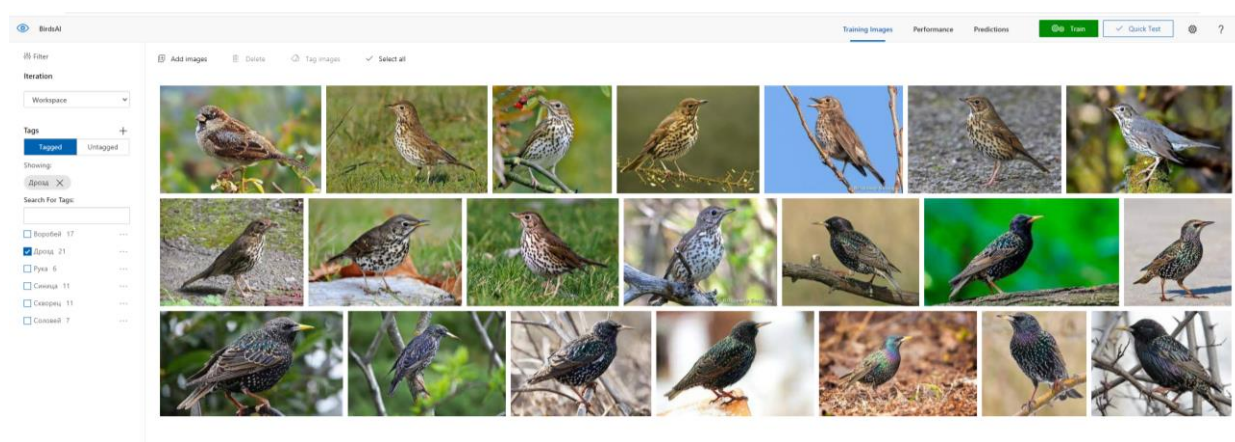 BirdsAI
Training Images
Performance
Predictions
Train
Quick Test
?
Filter
Add images
Delete
Tag images
Select all
Iteration
Workspace
Tags
Tagged
Untagged
Showing:
Дрозд
Search For Tags:
Воробей 17
Дрозд 21
Рука 6
Синица 11
Скворец 11
Соловей 7